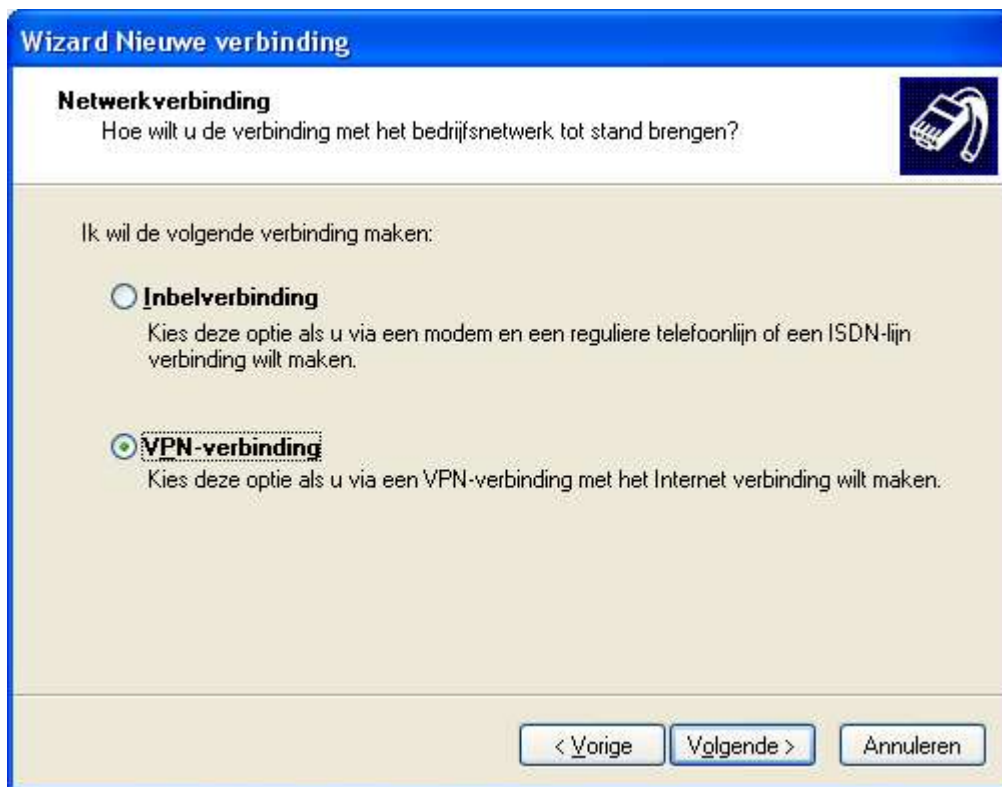 Wizard Nieuwe verbinding
Netwerkverbinding
Hoe wilt u de verbinding met het bedrijfsnetwerk tot stand brengen?
Ik wil de volgende verbinding maken:
Inbelverbinding
Kies deze optie als u via een modem en een reguliere telefoonlijn of een ISDN-lijn
verbinding wilt maken.
VPN-verbinding
Kies deze optie als u via een VPN-verbinding met het Internet verbinding wilt maken.
< Vorige
Volgende >
Annuleren